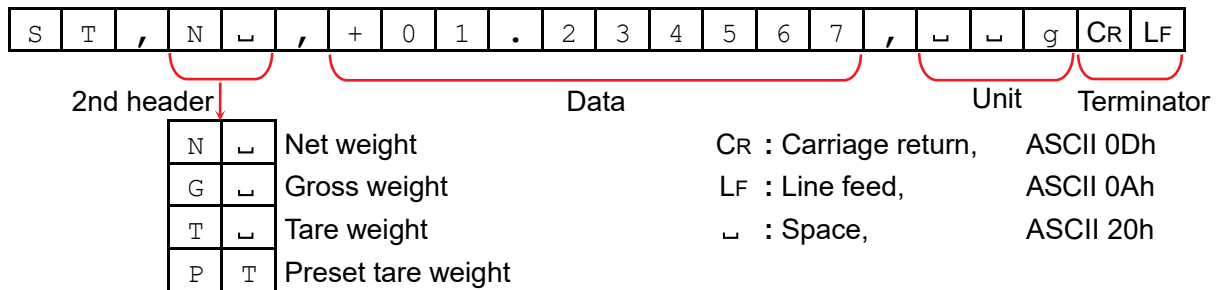 S T , N ␣ , + 0 1 . 2 3 4 5 6 7 , ␣ ␣ g CR LF
2nd header Data Unit Terminator
N ␣ Net weight CR : Carriage return, ASCII 0Dh
G ␣ Gross weight LF : Line feed, ASCII 0Ah
T ␣ Tare weight ␣ : Space, ASCII 20h
P T Preset tare weight